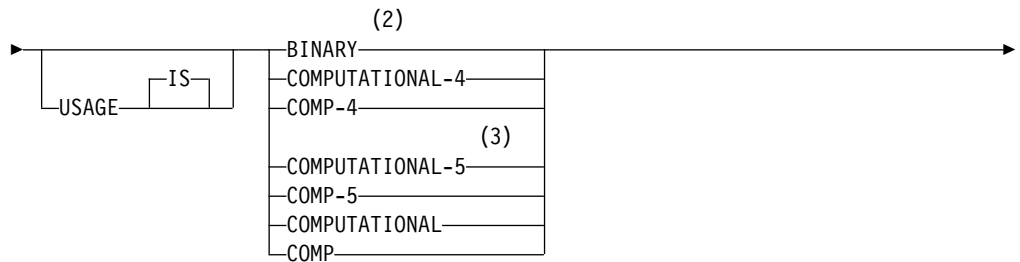 (2)
BINARY
IS
COMPUTATIONAL-4
USAGE
COMP-4
(3)
COMPUTATIONAL-5
COMP-5
COMPUTATIONAL
COMP